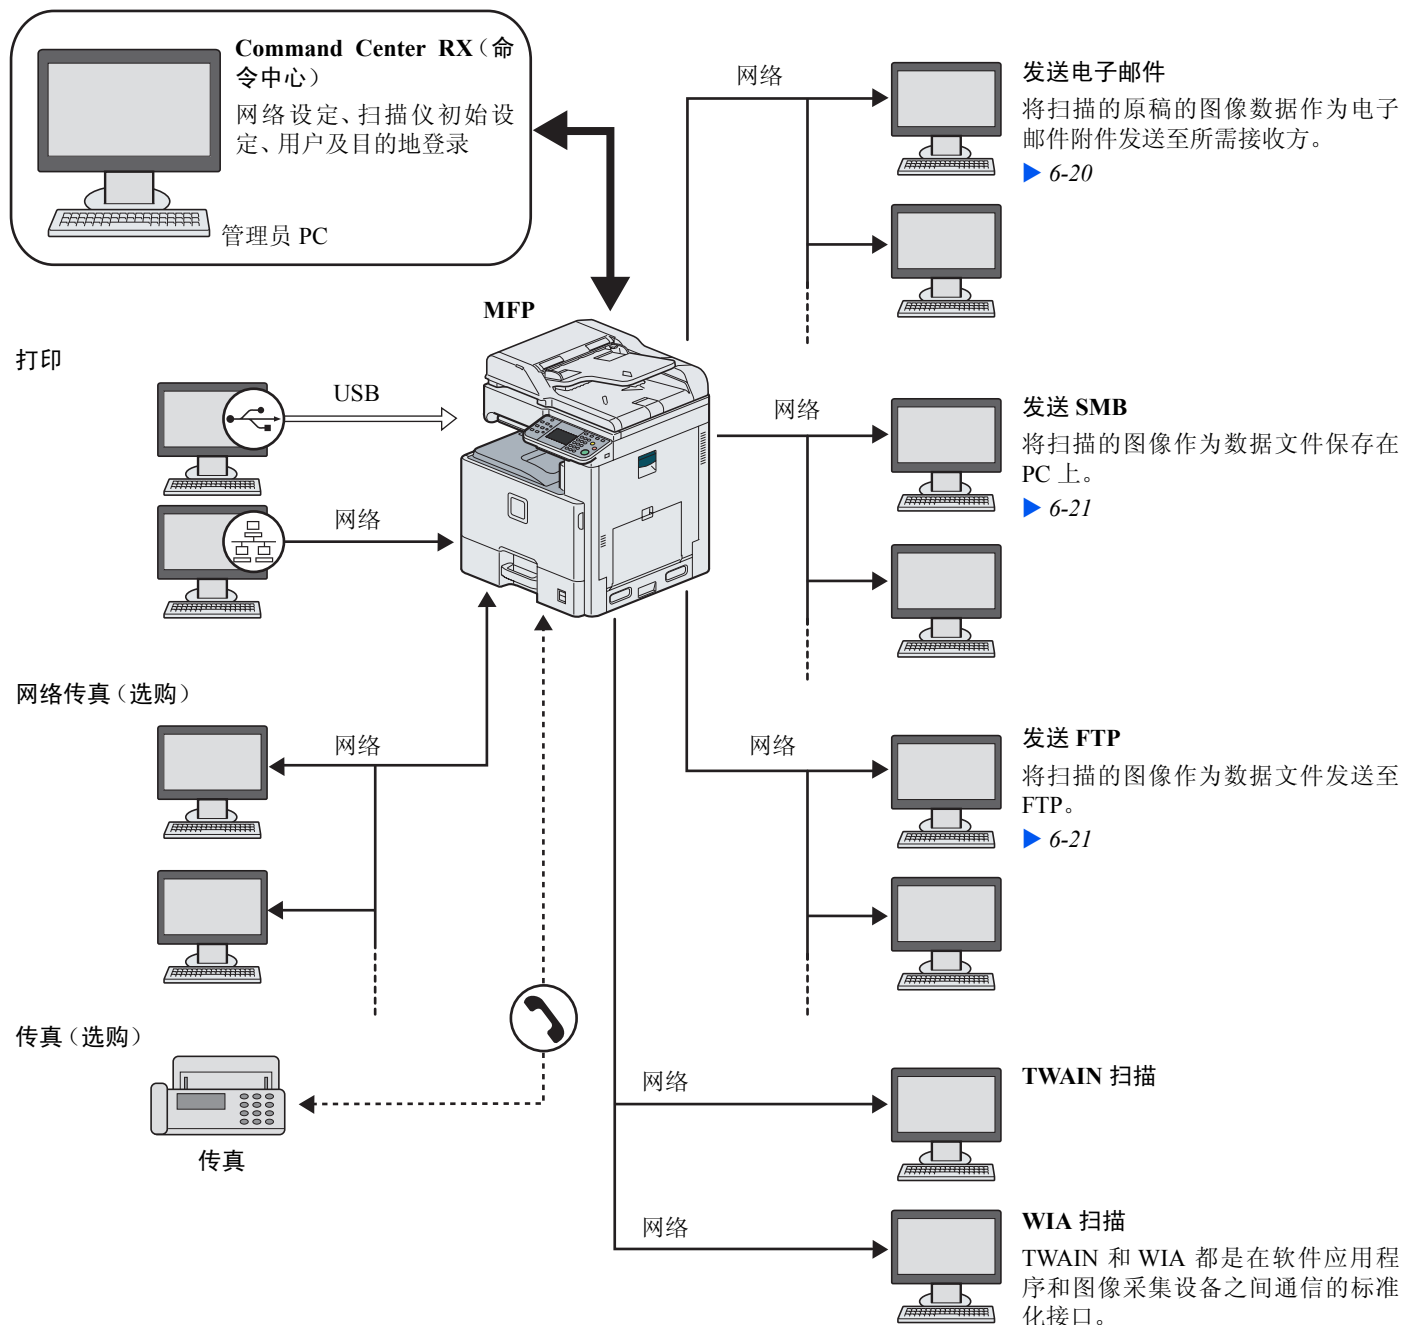 Command Center RX（命
令中心）
网络设定、扫描仪初始设
定、用户及目的地登录
管理员 PC
网络
发送电子邮件
将扫描的原稿的图像数据作为电子
邮件附件发送至所需接收方。
▶ 6-20
MFP
打印
USB
网络
网络
发送 SMB
将扫描的图像作为数据文件保存在
PC 上。
▶ 6-21
网络传真（选购）
网络
网络
发送 FTP
将扫描的图像作为数据文件发送至
FTP。
▶ 6-21
传真（选购）
传真
网络
TWAIN 扫描
网络
WIA 扫描
TWAIN 和 WIA 都是在软件应用程
序和图像采集设备之间通信的标准
化接口。